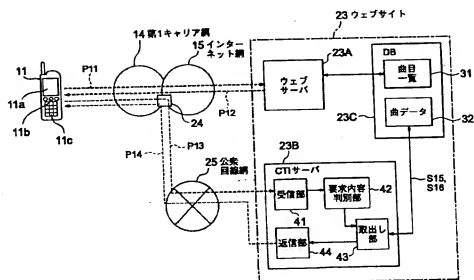 23 ウェブサイト
14 第1キャリア網
15 インターネット網
11
11a
11b
11c
P11
P12
24
P14
P13
23A
ウェブサーバ
DB
曲目一覧
31
曲データ
32
23C
25 公衆回線網
23B
CTIサーバ
受信部
41
要求内容判別部
42
返信部
44
取出し部
43
S15,
S16